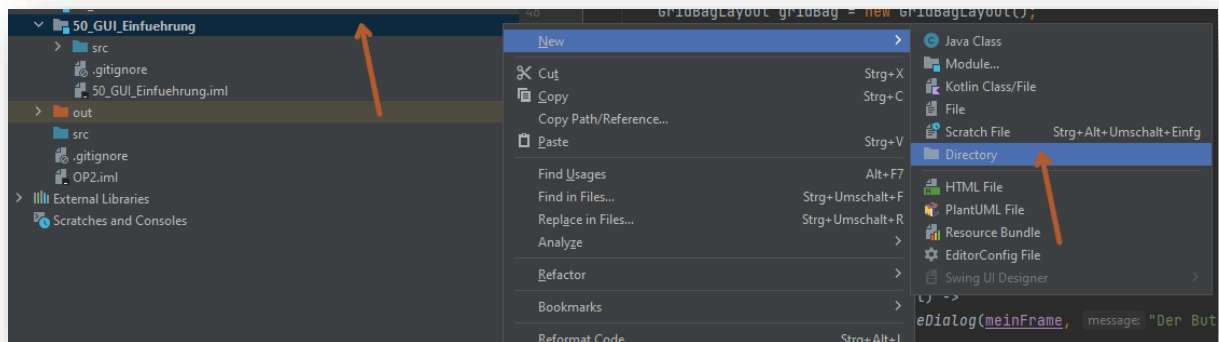 48 GridBagLayout gridBag = new GridBagLayout();
50_GUI_Einfuehrung
src
.gitignore
50_GUI_Einfuehrung.iml
out
src
.gitignore
OP2.iml
External Libraries
Scratches and Consoles
New
Cut Strg+X
Copy Strg+C
Copy Path/Reference...
Paste Strg+V
Find Usages Alt+F7
Find in Files... Strg+Umschalt+F
Replace in Files... Strg+Umschalt+R
Analyze
Refactor
Bookmarks
Reformat Code Strg+Alt+L
Java Class
Module...
Kotlin Class/File
File
Scratch File Strg+Alt+Umschalt+Einfg
Directory
HTML File
PlantUML File
Resource Bundle
EditorConfig File
Swing UI Designer
t) ->
eDialog(meinFrame, message: "Der But